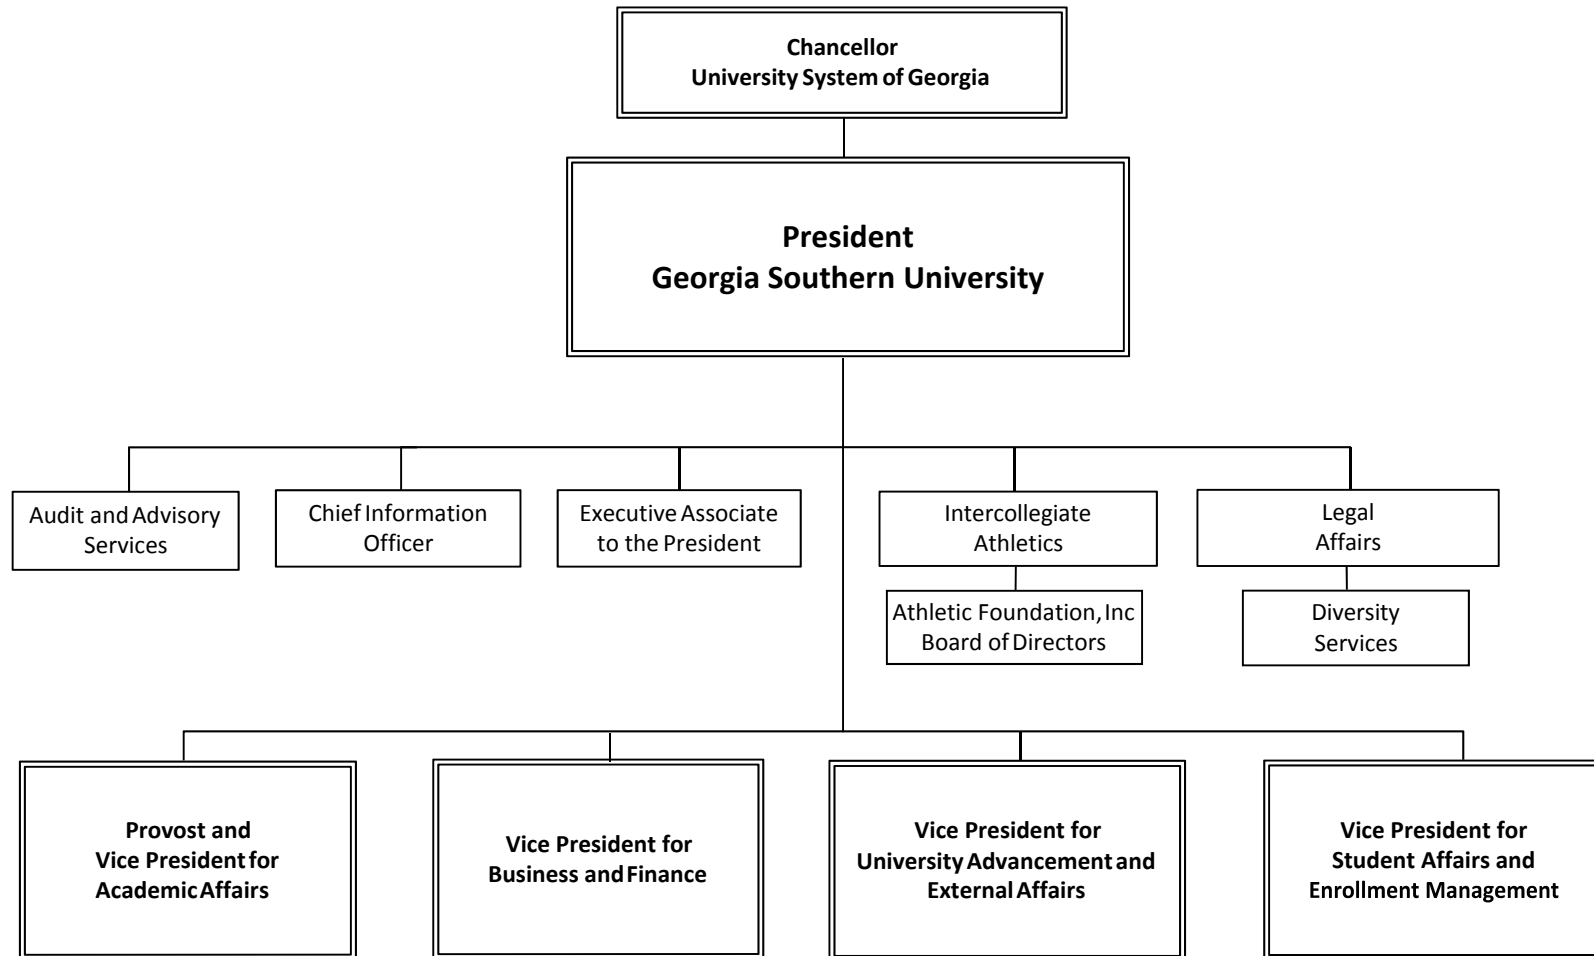 Chancellor
University System of Georgia
President
Georgia Southern University
Audit and Advisory
Services
Chief Information
Officer
Executive Associate
to the President
Intercollegiate
Athletics
Legal
Affairs
Athletic Foundation, Inc
Board of Directors
Diversity
Services
Provost and
Vice President for
Academic Affairs
Vice President for
Business and Finance
Vice President for
University Advancement and
External Affairs
Vice President for
Student Affairs and
Enrollment Management